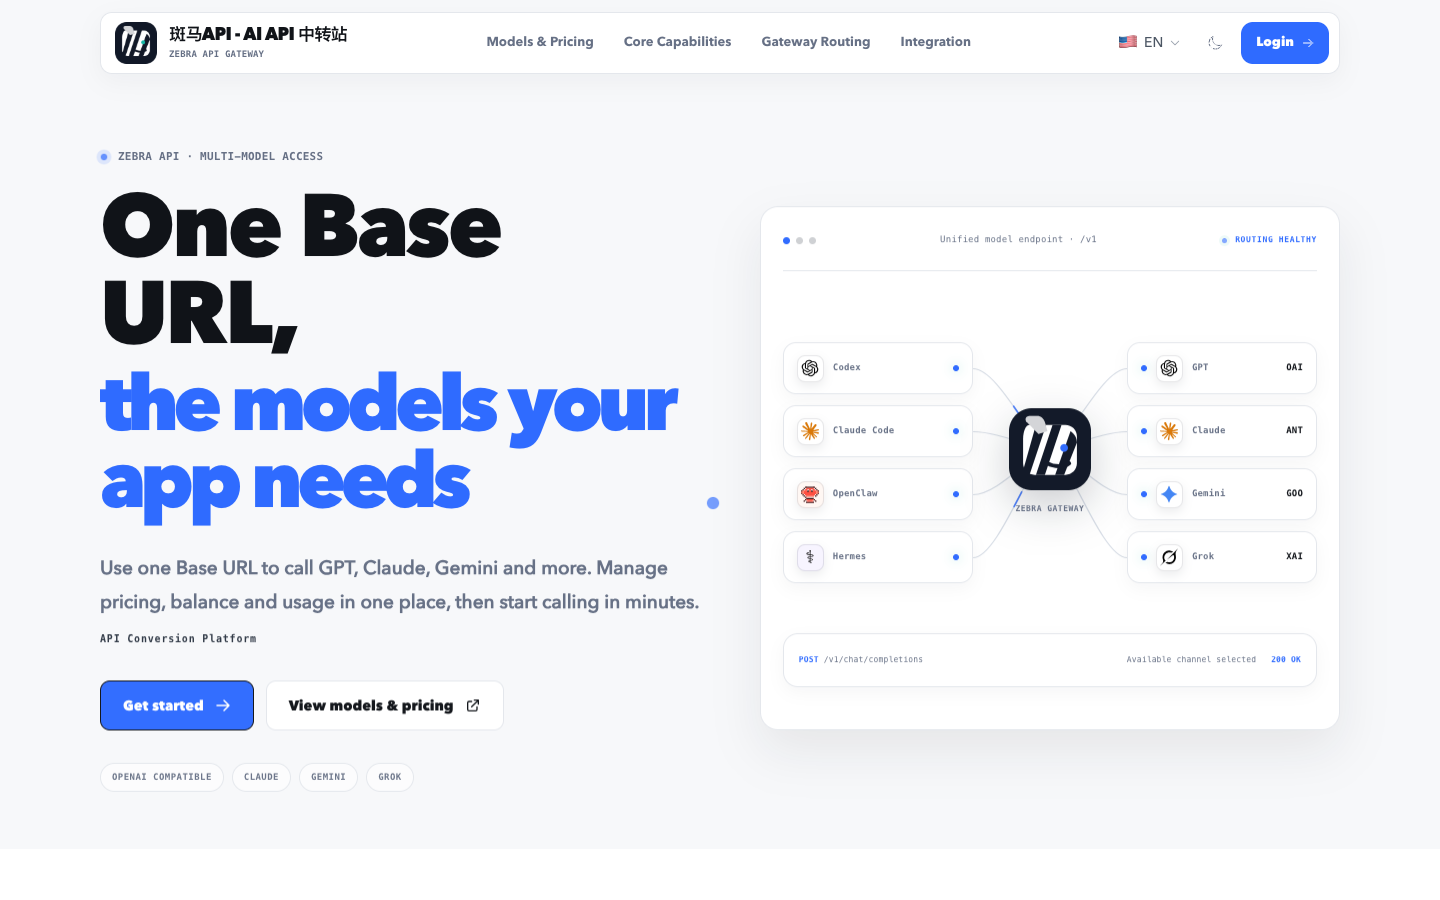 斑马API - AI API 中转站
ZEBRA API GATEWAY
Models & Pricing
Core Capabilities
Gateway Routing
Integration
EN
Login
ZEBRA API · MULTI-MODEL ACCESS
One Base
URL,
the models your
app needs
Use one Base URL to call GPT, Claude, Gemini and more. Manage
pricing, balance and usage in one place, then start calling in minutes.
API Conversion Platform
Get started
View models & pricing
OPENAI COMPATIBLE
CLAUDE
GEMINI
GROK
Unified model endpoint · /v1
ROUTING HEALTHY
Codex
Claude Code
OpenClaw
Hermes
ZEBRA GATEWAY
GPT OAI
Claude ANT
Gemini GOO
Grok XAI
POST /v1/chat/completions
Available channel selected 200 OK